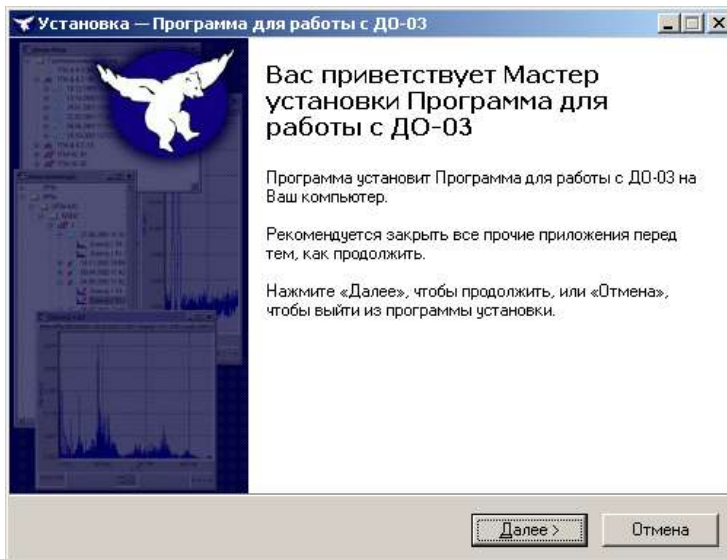 Установка — Программа для работы с ДО-03
Вас приветствует Мастер
установки Программа для
работы с ДО-03
Программа установит Программа для работы с ДО-03 на
Ваш компьютер.
Рекомендуется закрыть все прочие приложения перед
тем, как продолжить.
Нажмите «Далее», чтобы продолжить, или «Отмена»,
чтобы выйти из программы установки.
Далее >
Отмена